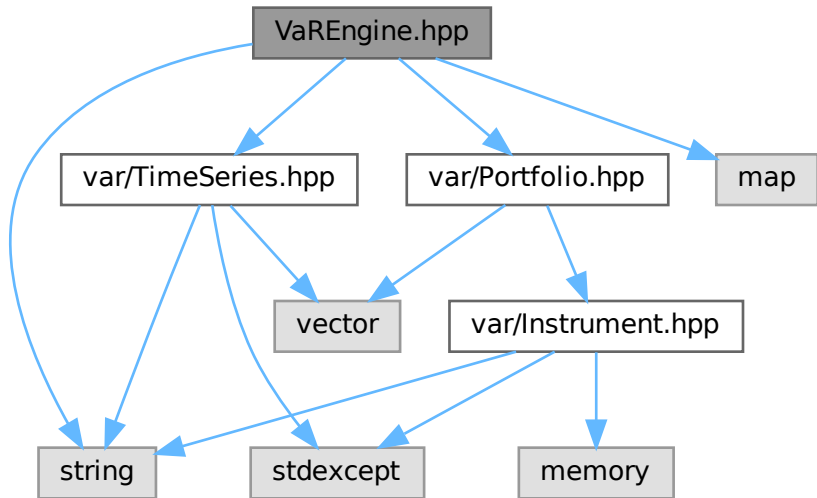 VaREngine.hpp
var/TimeSeries.hpp
var/Portfolio.hpp
map
vector
var/Instrument.hpp
string
stdexcept
memory